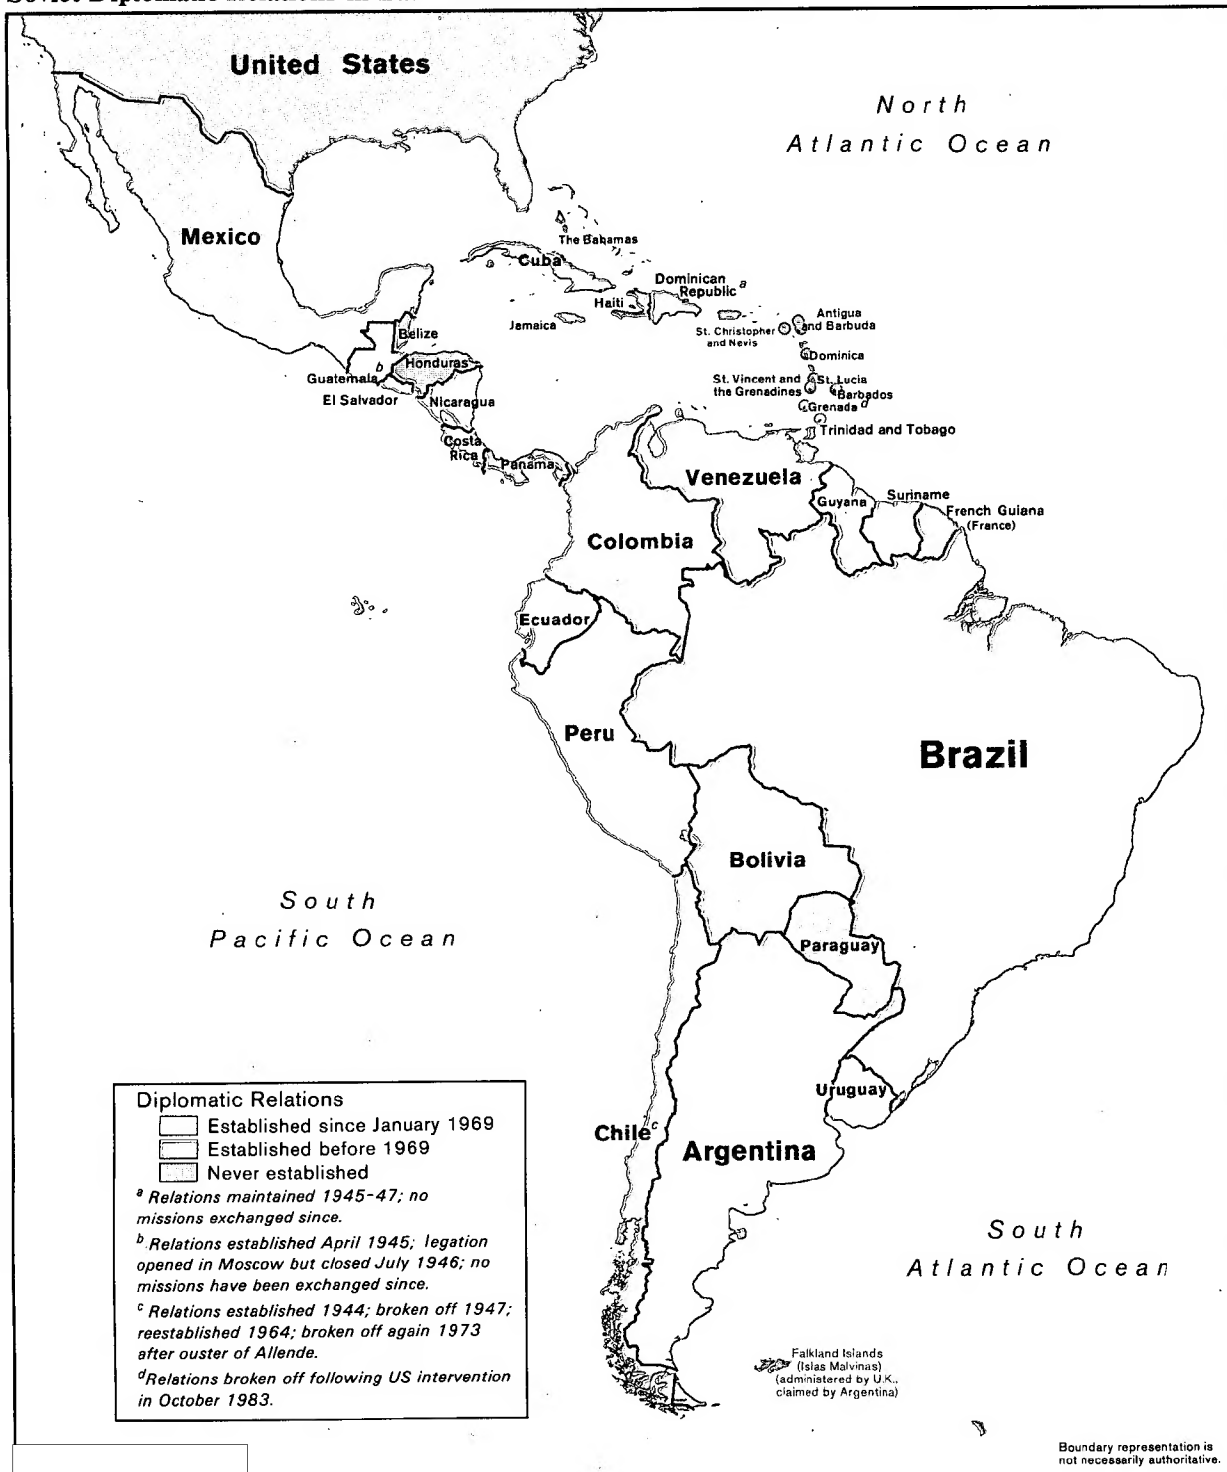 United States
North
Atlantic Ocean
Mexico
The Bahamas
Cuba
Dominican
Republic a
Haiti
Jamaica
Antigua
and Barbuda
St. Christopher
and Nevis
Belize
Dominica
b
Honduras
Guatemala
St. Vincent and
the Grenadines
St. Lucia
Barbados
El Salvador
Nicaragua
Grenada d
Trinidad and Tobago
Costa
Rica
Panama
Venezuela
Guyana
Suriname
French Guiana
(France)
Colombia
Ecuador
Peru
Brazil
Bolivia
South
Pacific Ocean
Paraguay
Uruguay
Chile c
Argentina
South
Atlantic Ocean
Falkland Islands
(Islas Malvinas)
(administered by U.K.,
claimed by Argentina)
Diplomatic Relations
Established since January 1969
Established before 1969
Never established
a Relations maintained 1945-47; no
missions exchanged since.
b Relations established April 1945; legation
opened in Moscow but closed July 1946; no
missions have been exchanged since.
c Relations established 1944; broken off 1947;
reestablished 1964; broken off again 1973
after ouster of Allende.
d Relations broken off following US intervention
in October 1983.
Boundary representation is
not necessarily authoritative.